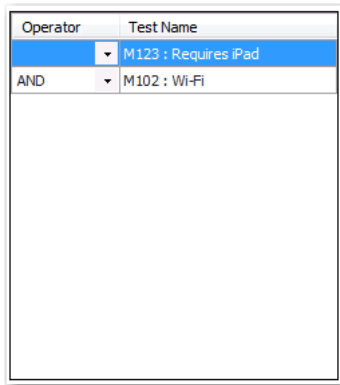 Operator Test Name
M123 : Requires iPad
AND M102 : Wi-Fi